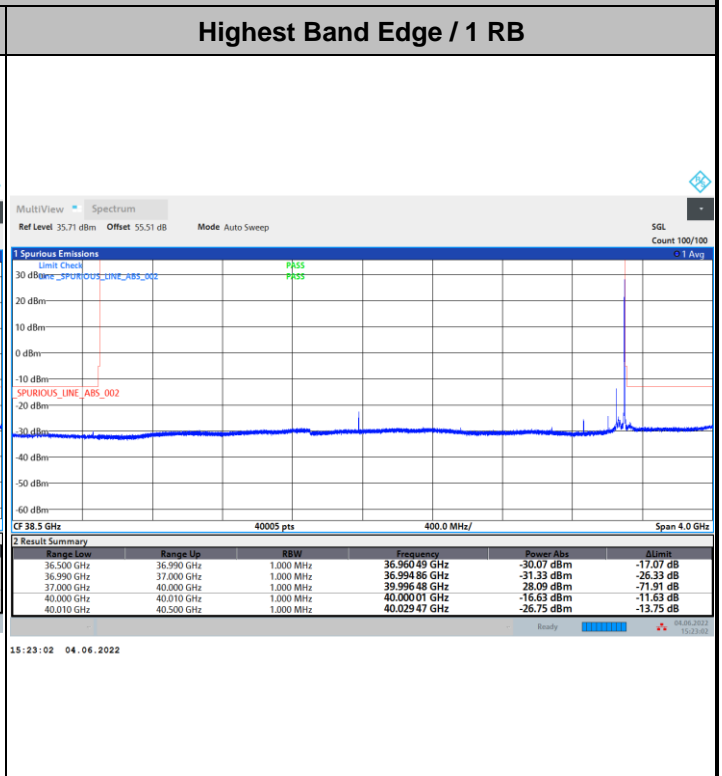 Highest Band Edge / 1 RB
MultiView Spectrum
Ref Level 35.71 dBm Offset 55.51 dB Mode Auto Sweep SGL
Count 100/100
1 Spurious Emissions 1 Avg
Limit Check PASS
30 dBm Line _SPURIOUS_LINE_ABS_002 PASS
20 dBm
10 dBm
0 dBm
-10 dBm
_SPURIOUS_LINE_ABS_002
-20 dBm
-30 dBm
-40 dBm
-50 dBm
-60 dBm
CF 38.5 GHz 40005 pts 400.0 MHz/ Span 4.0 GHz
2 Result Summary
Range Low Range Up RBW Frequency Power Abs ΔLimit
36.500 GHz 36.990 GHz 1.000 MHz 36.960 49 GHz -30.07 dBm -17.07 dB
36.990 GHz 37.000 GHz 1.000 MHz 36.994 86 GHz -31.33 dBm -26.33 dB
37.000 GHz 40.000 GHz 1.000 MHz 39.996 48 GHz 28.09 dBm -71.91 dB
40.000 GHz 40.010 GHz 1.000 MHz 40.000 01 GHz -16.63 dBm -11.63 dB
40.010 GHz 40.500 GHz 1.000 MHz 40.029 47 GHz -26.75 dBm -13.75 dB
Ready 04.06.2022
15:23:02
15:23:02 04.06.2022